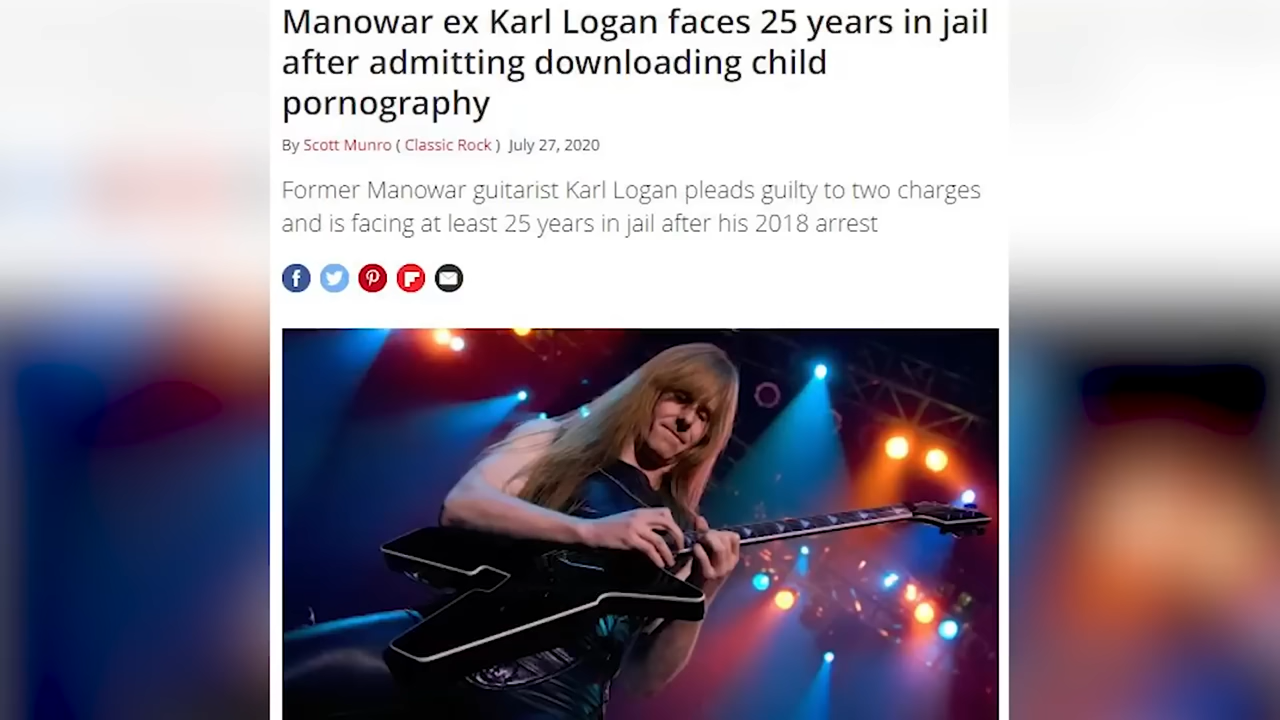 Manowar ex Karl Logan faces 25 years in jail
after admitting downloading child
pornography
By Scott Munro ( Classic Rock ) July 27, 2020
Former Manowar guitarist Karl Logan pleads guilty to two charges
and is facing at least 25 years in jail after his 2018 arrest